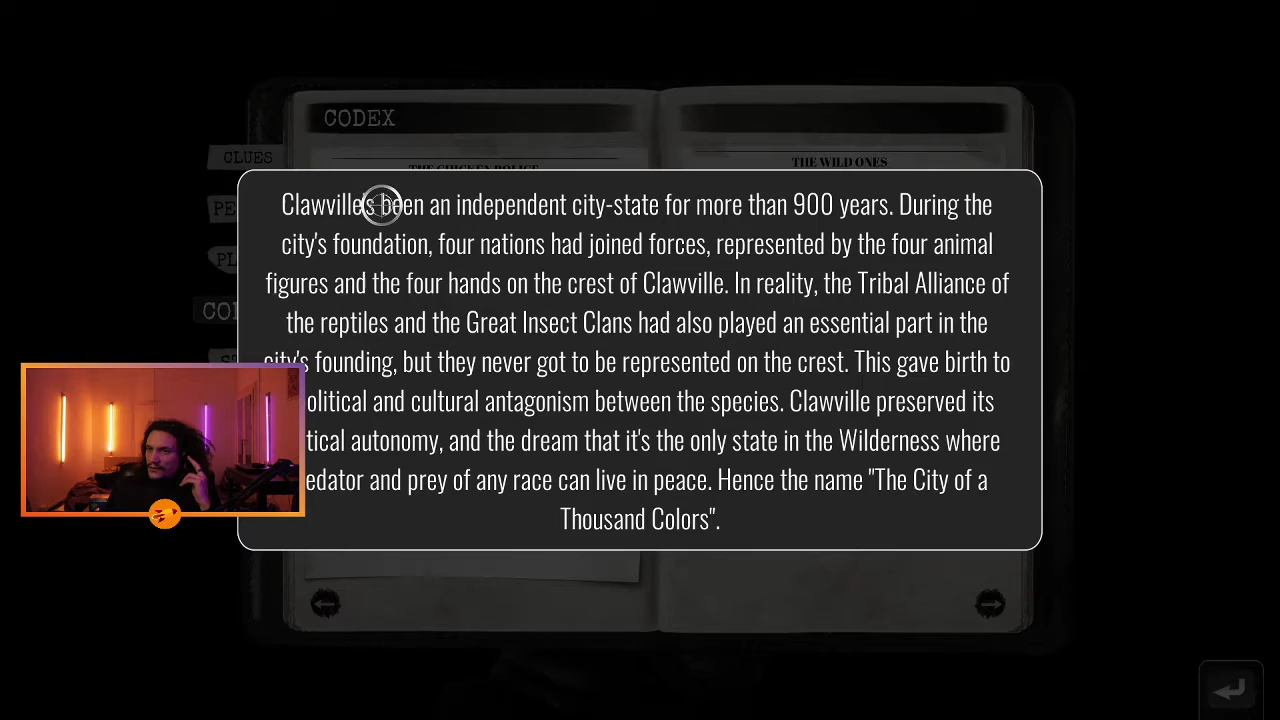 CODEX
CLUES
THE CHICKEN POLICE
THE WILD ONES
Clawville's been an independent city-state for more than 900 years. During the
city's foundation, four nations had joined forces, represented by the four animal
figures and the four hands on the crest of Clawville. In reality, the Tribal Alliance of
the reptiles and the Great Insect Clans had also played an essential part in the
city's founding, but they never got to be represented on the crest. This gave birth to
political and cultural antagonism between the species. Clawville preserved its
autonomy, and the dream that it's the only state in the Wilderness where
and prey of any race can live in peace. Hence the name "The City of a
Thousand Colors".